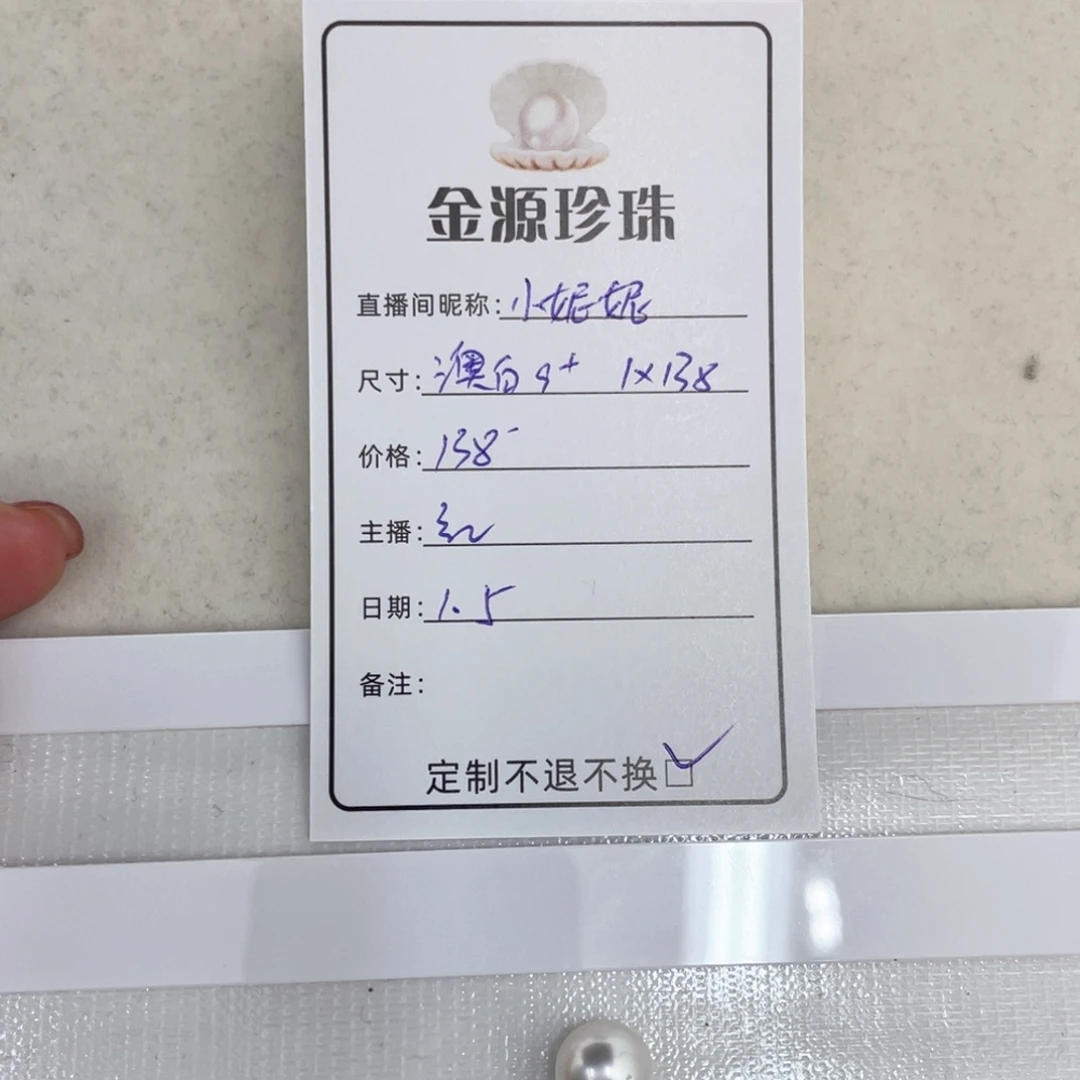 金源珍珠
直播间昵称:小妮妮
尺寸:澳白9+ 1×138
价格:138-
主播:红
日期:1.5
备注:
定制不退不换